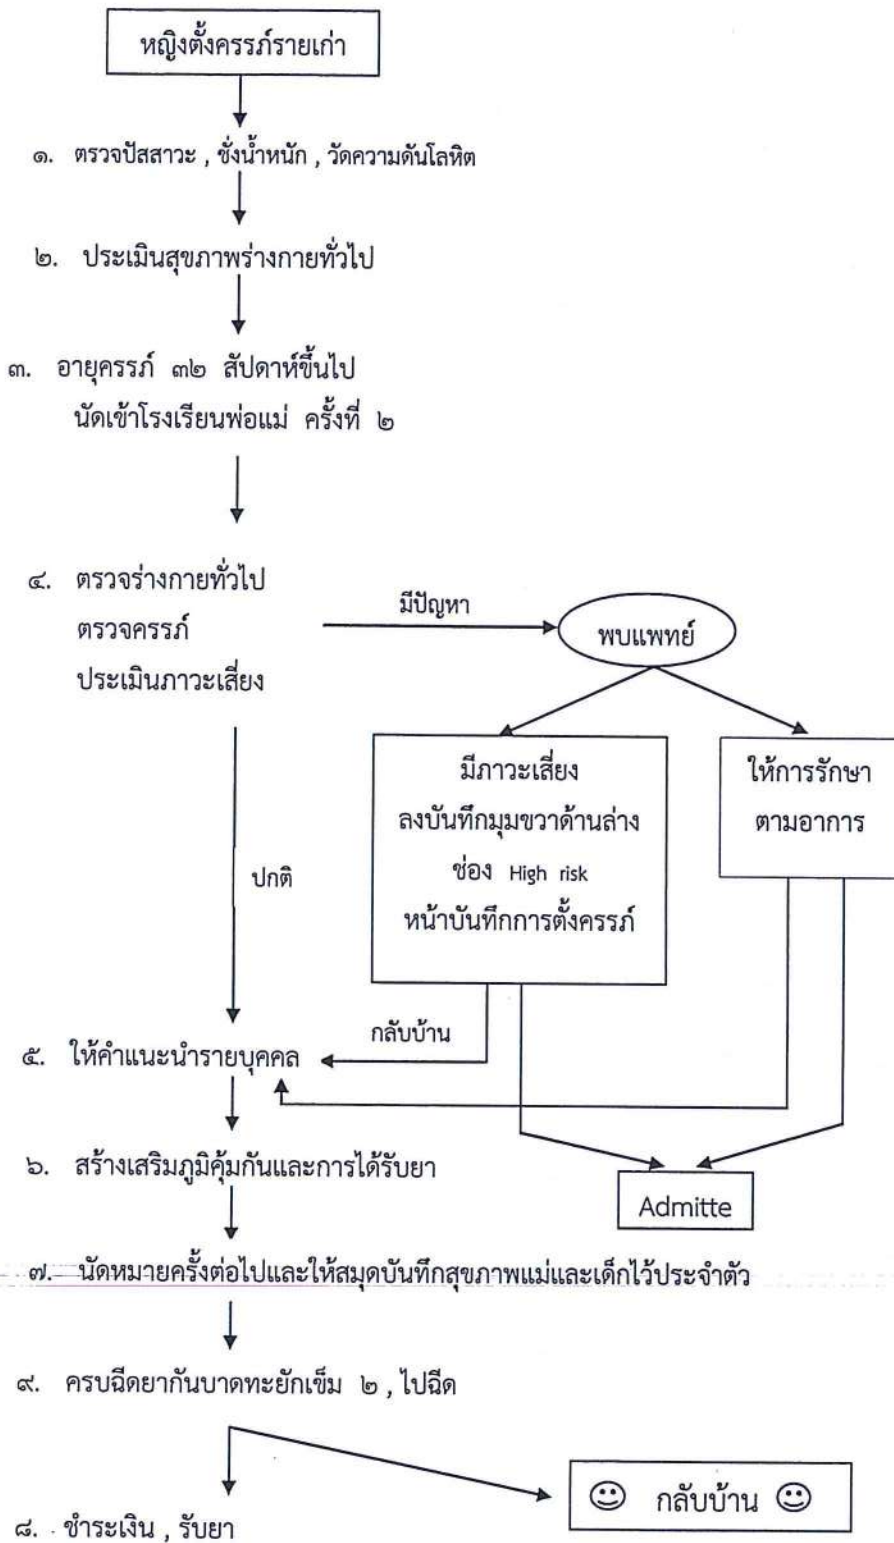 หญิงตั้งครรภ์รายเก่า
๑. ตรวจปัสสาวะ , ชั่งน้ำหนัก , วัดความดันโลหิต
๒. ประเมินสุขภาพร่างกายทั่วไป
๓. อายุครรภ์ ๓๒ สัปดาห์ขึ้นไป
นัดเข้าโรงเรียนพ่อแม่ ครั้งที่ ๒
๔. ตรวจร่างกายทั่วไป
ตรวจครรภ์
ประเมินภาวะเสี่ยง
มีปัญหา
พบแพทย์
มีภาวะเสี่ยง
ลงบันทึกมุมขวาด้านล่าง
ช่อง High risk
หน้าบันทึกการตั้งครรภ์
ให้การรักษา
ตามอาการ
ปกติ
กลับบ้าน
๕. ให้คำแนะนำรายบุคคล
๖. สร้างเสริมภูมิคุ้มกันและการได้รับยา
Admitte
๗. นัดหมายครั้งต่อไปและให้สมุดบันทึกสุขภาพแม่และเด็กไว้ประจำตัว
๙. ครบฉีดยากันบาดทะยักเข็ม ๒ , ไปฉีด
กลับบ้าน
๘. ชำระเงิน , รับยา